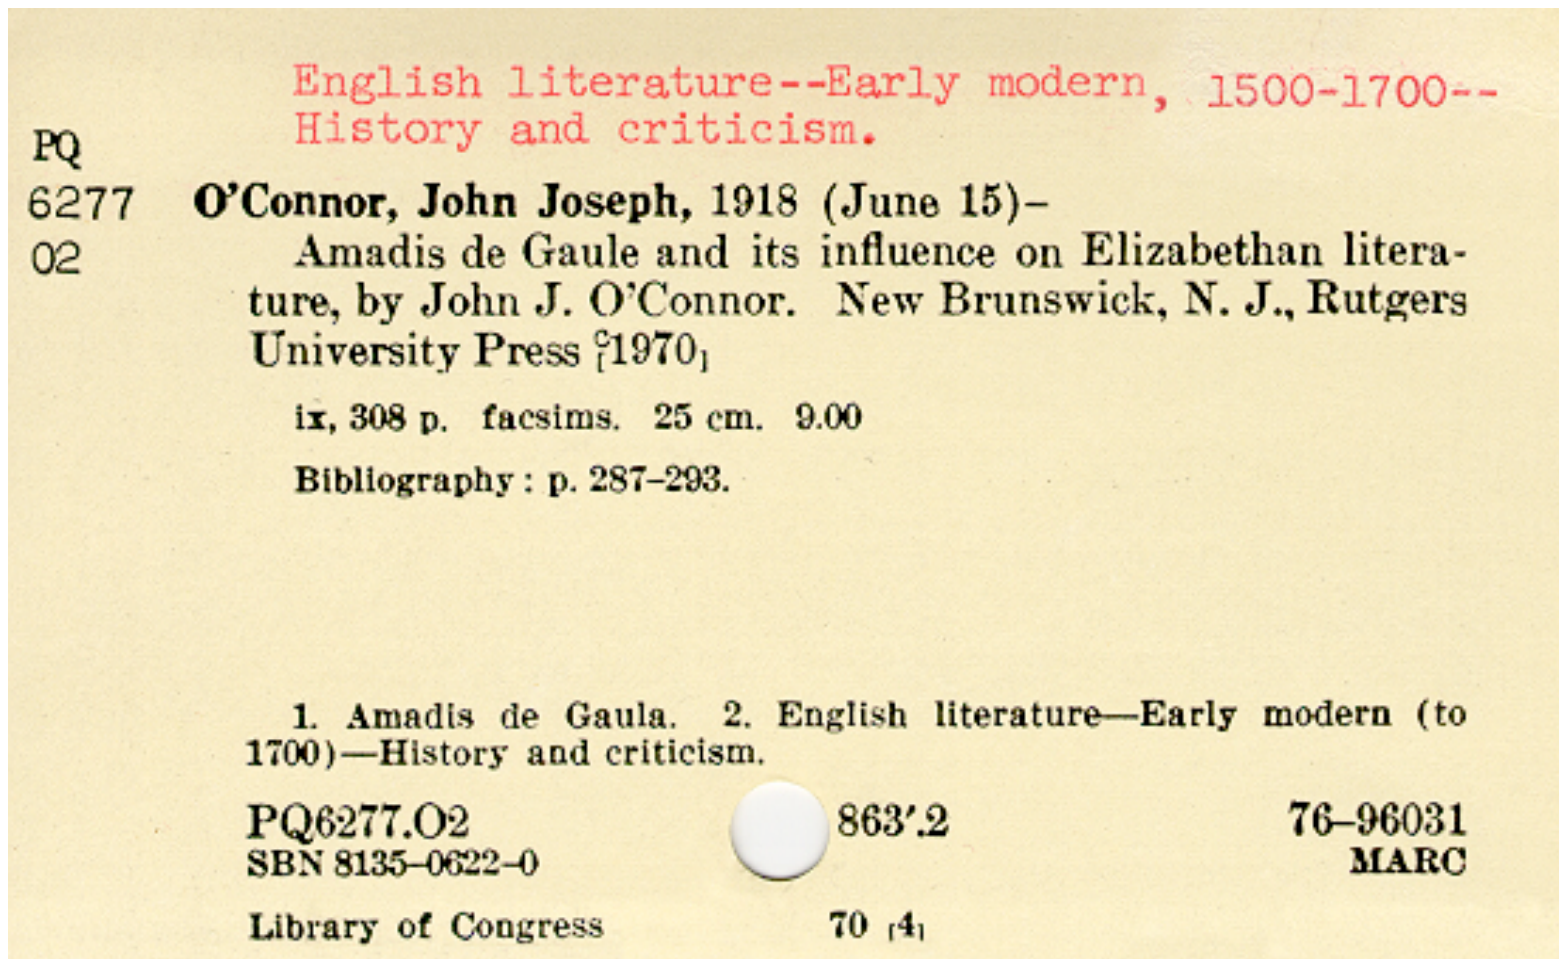 English literature--Early modern, 1500-1700--
History and criticism.
PQ
6277
O2
O'Connor, John Joseph, 1918 (June 15)–
Amadis de Gaule and its influence on Elizabethan litera-
ture, by John J. O'Connor. New Brunswick, N. J., Rutgers
University Press [c1970]
ix, 308 p. facsims. 25 cm. 9.00
Bibliography : p. 287–293.
1. Amadis de Gaula. 2. English literature—Early modern (to
1700)—History and criticism.
PQ6277.O2 863′.2 76–96031
SBN 8135–0622–0 MARC
Library of Congress 70 [4]